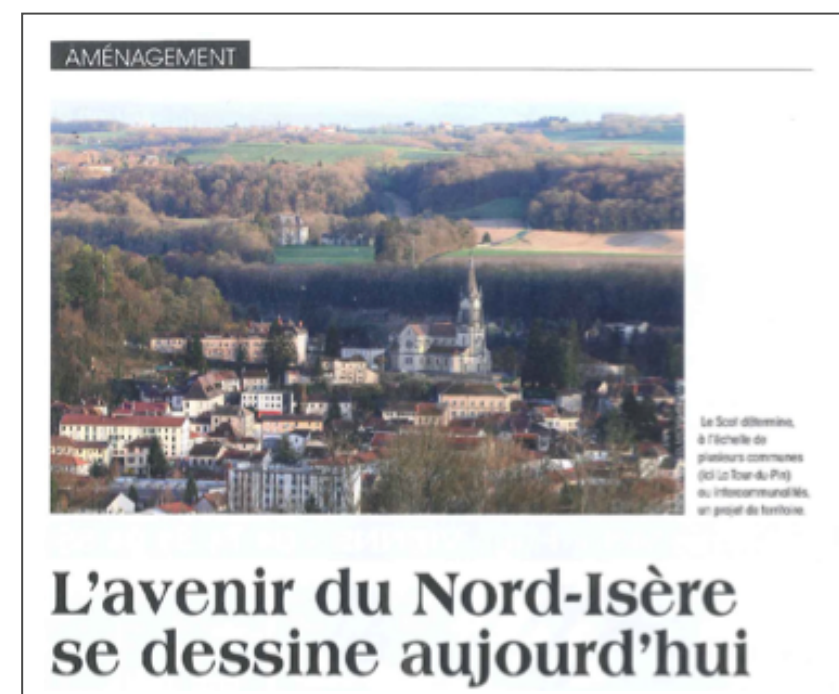 AMÉNAGEMENT
Le Scot détermine,
à l'échelle de
plusieurs communes
(ici La Tour-du-Pin)
ou intercommunalités,
un projet de territoire.
L'avenir du Nord-Isère
se dessine aujourd'hui